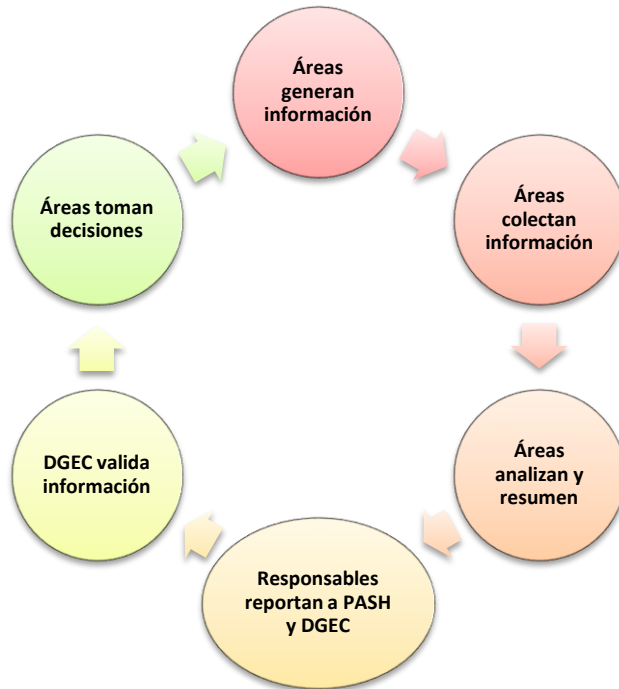 Áreas
generan
información
Áreas
colectan
información
Áreas
analizan y
resumen
Responsables
reportan a PASH
y DGEC
DGEC valida
información
Áreas toman
decisiones